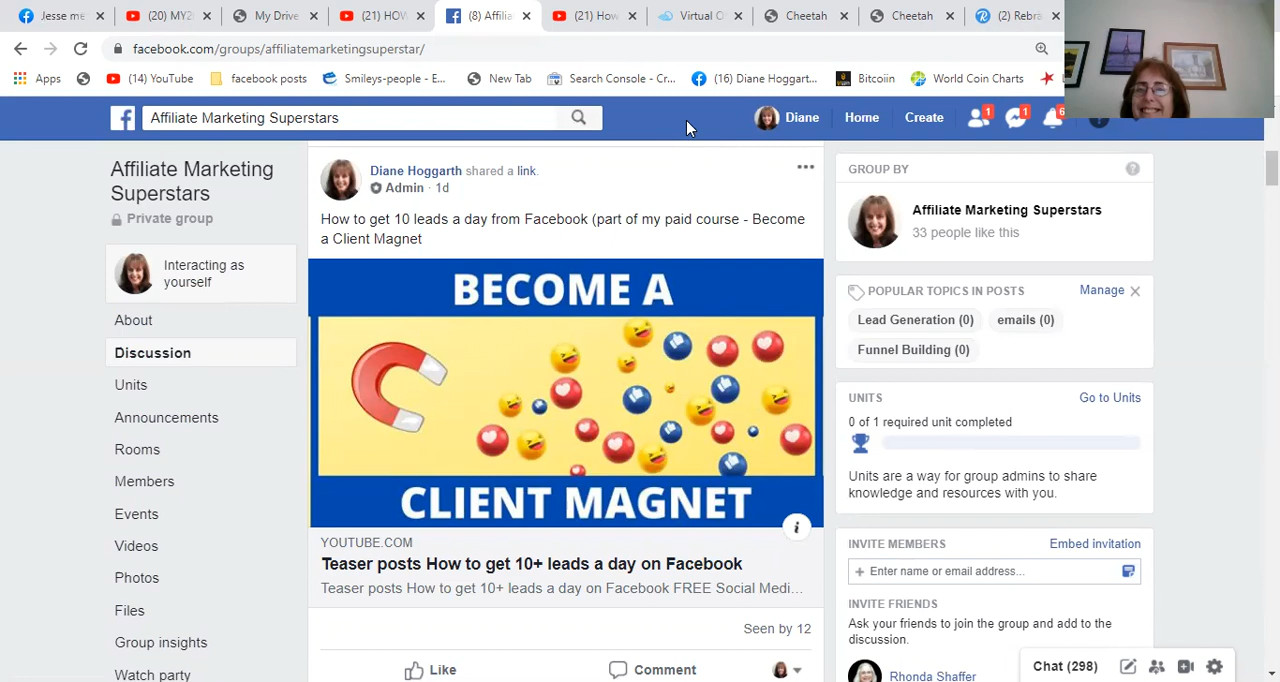 Jesse me
(20) MY2
My Drive
(21) HOW
(8) Affilia
(21) How
Virtual O
Cheetah
Cheetah
Rebra
facebook.com/groups/affiliatemarketingsuperstar/
Apps
(14) YouTube
facebook posts
Smileys-people - E...
New Tab
Search Console - Cr...
(6) Diane Hoggart...
Bitcoiin
World Coin Charts
Affiliate Marketing Superstars
Diane
Home
Create
1
1
6
Affiliate Marketing
Superstars
Private group
Interacting as
yourself
About
Discussion
Units
Announcements
Rooms
Members
Events
Videos
Photos
Files
Group insights
Watch party
Diane Hoggarth shared a link.
Admin · 1d
How to get 10 leads a day from Facebook (part of my paid course - Become
a Client Magnet
BECOME A
CLIENT MAGNET
YOUTUBE.COM
Teaser posts How to get 10+ leads a day on Facebook
Teaser posts How to get 10+ leads a day on Facebook FREE Social Medi...
Seen by 12
Like
Comment
GROUP BY
Affiliate Marketing Superstars
33 people like this
POPULAR TOPICS IN POSTS
Manage
Lead Generation (0)
emails (0)
Funnel Building (0)
UNITS
Go to Units
0 of 1 required unit completed
Units are a way for group admins to share
knowledge and resources with you.
INVITE MEMBERS
Embed invitation
+ Enter name or email address...
INVITE FRIENDS
Ask your friends to join the group and add to the
discussion.
Rhonda Shaffer
Chat (298)